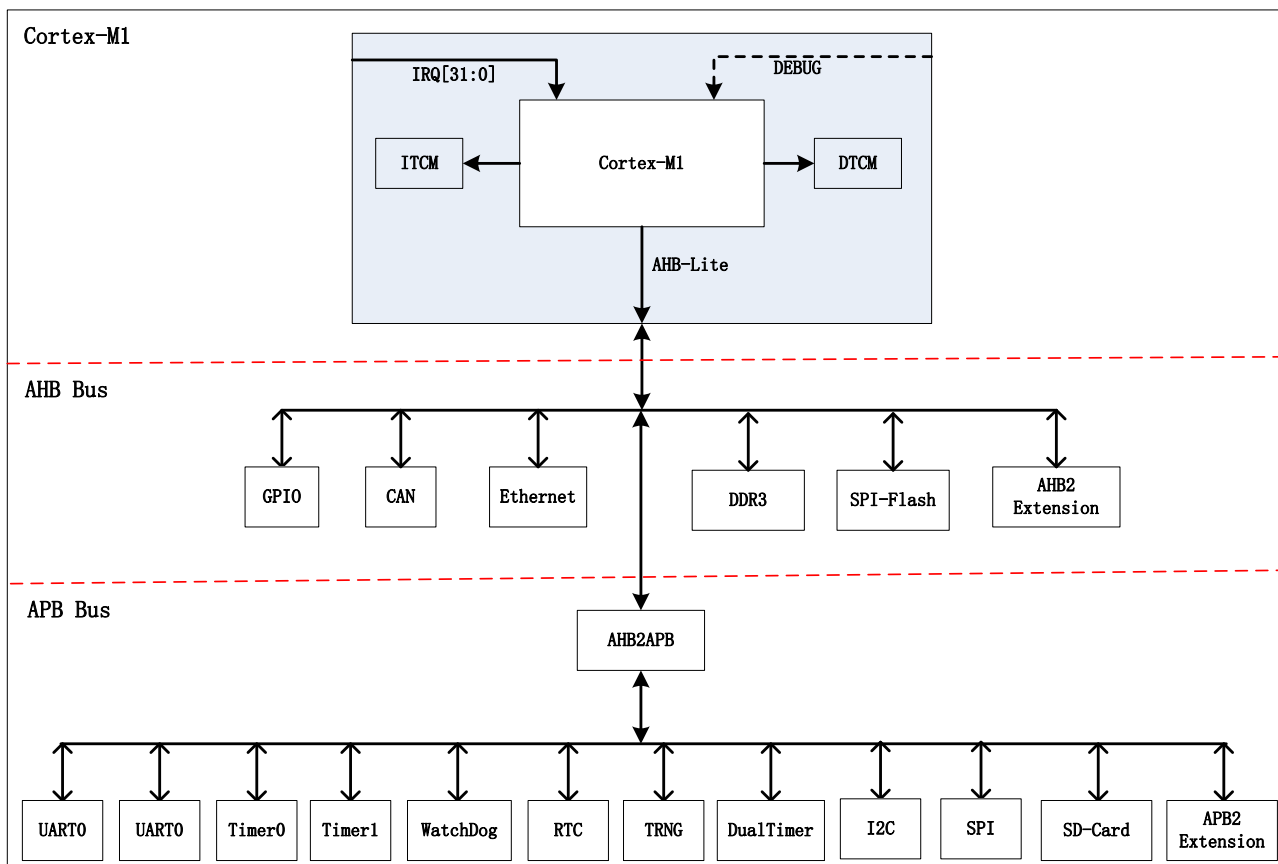 Cortex-M1
IRQ[31:0]
DEBUG
ITCM
Cortex-M1
DTCM
AHB-Lite
AHB Bus
GPIO
CAN
Ethernet
DDR3
SPI-Flash
AHB2
Extension
APB Bus
AHB2APB
UART0
UART0
Timer0
Timer1
WatchDog
RTC
TRNG
DualTimer
I2C
SPI
SD-Card
APB2
Extension